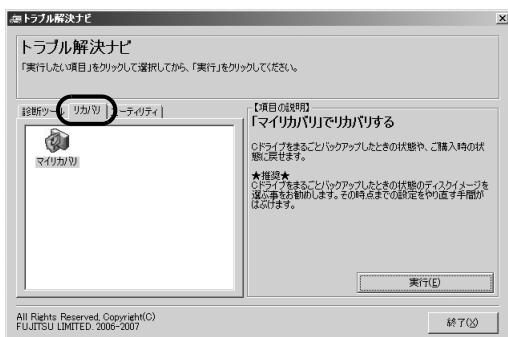 トラブル解決ナビ
トラブル解決ナビ
「実行したい項目」をクリックして選択してから、「実行」をクリックしてください。
診断ツール
リカバリ
ユーティリティ
マイリカバリ
【項目の説明】
「マイリカバリ」でリカバリする
Cドライブをまるごとバックアップしたときの状態や、ご購入時の状
態に戻せます。
★推奨★
Cドライブをまるごとバックアップしたときの状態のディスクイメージを
選ぶ事をお勧めします。その時点までの設定をやり直す手間が
はぶけます。
実行(E)
All Rights Reserved, Copyright(C)
FUJITSU LIMITED. 2006-2007
終了(X)